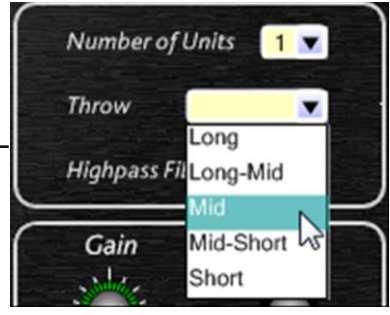 Number of Units 1
Throw
Long
Highpass Fil Long-Mid
Mid
Gain Mid-Short
Short